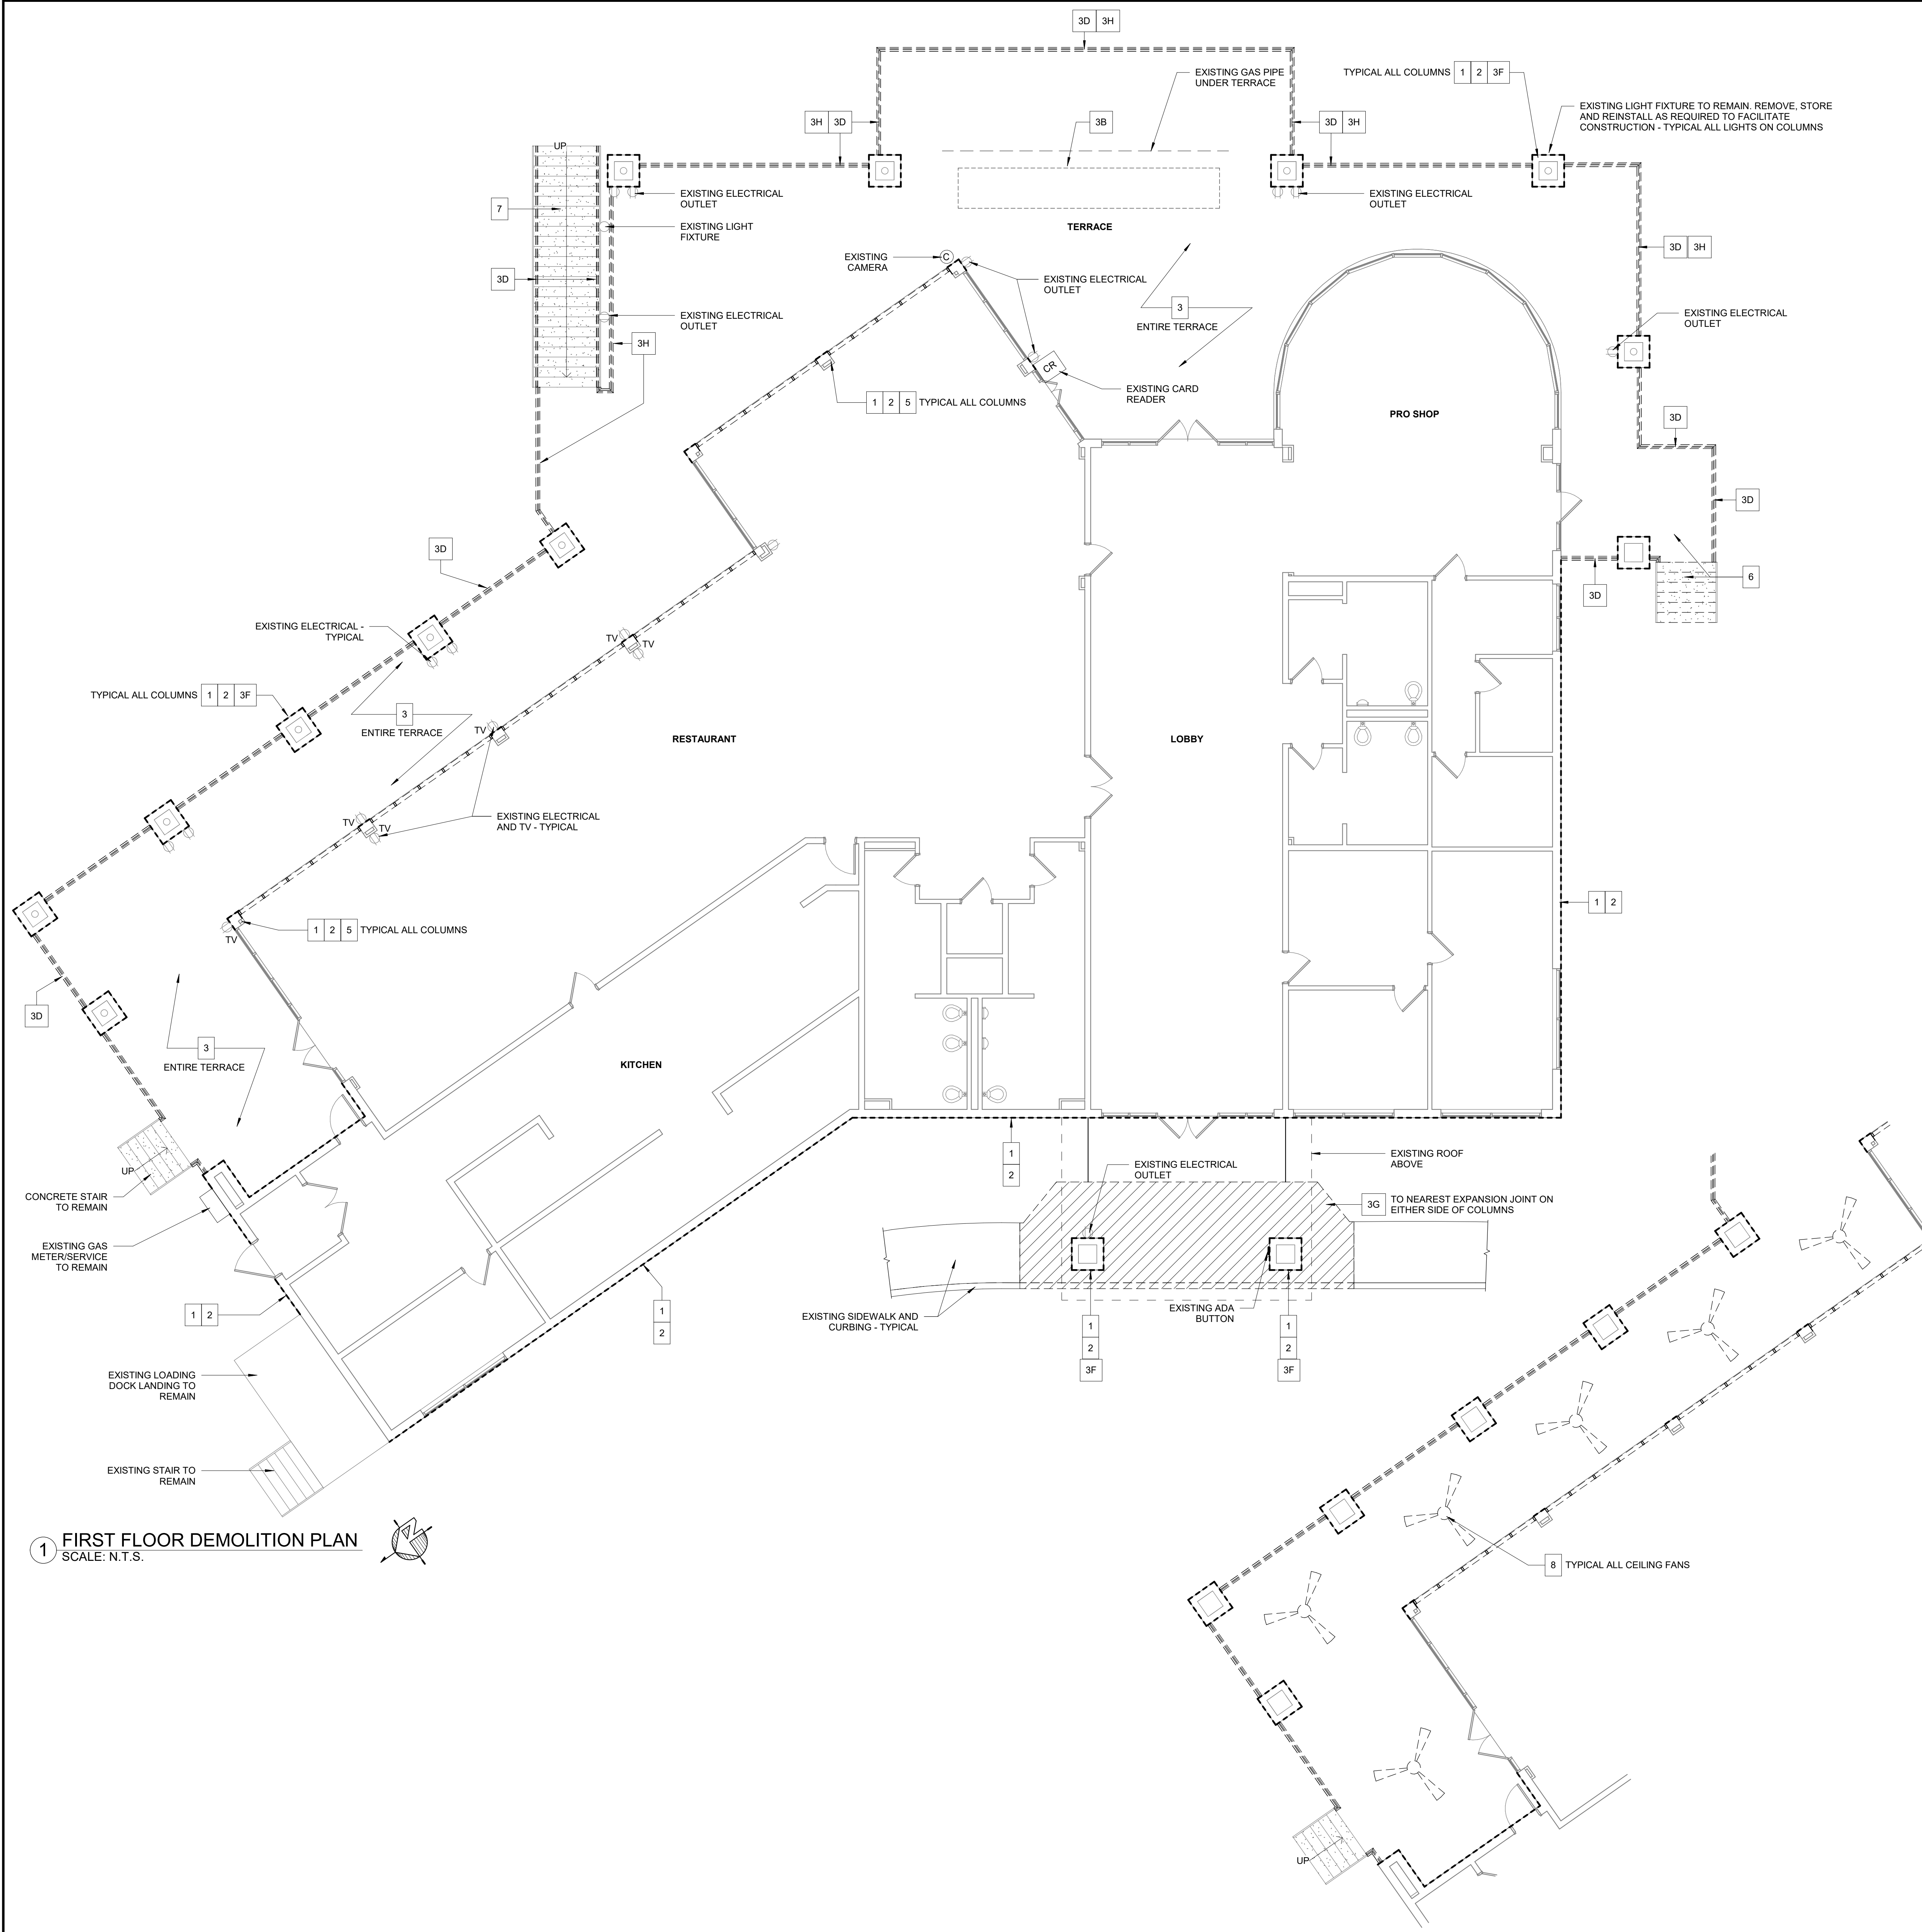 3D 3H
EXISTING GAS PIPE
UNDER TERRACE
TYPICAL ALL COLUMNS 1 2 3F
EXISTING LIGHT FIXTURE TO REMAIN. REMOVE, STORE
AND REINSTALL AS REQUIRED TO FACILITATE
CONSTRUCTION - TYPICAL ALL LIGHTS ON COLUMNS
3H 3D
3B
3D 3H
UP
EXISTING ELECTRICAL
OUTLET
EXISTING ELECTRICAL
OUTLET
7
EXISTING LIGHT
FIXTURE
TERRACE
3D 3H
EXISTING
CAMERA
C
3D
EXISTING ELECTRICAL
OUTLET
3
ENTIRE TERRACE
EXISTING ELECTRICAL
OUTLET
EXISTING ELECTRICAL
OUTLET
3H
CR
EXISTING CARD
READER
1 2 5 TYPICAL ALL COLUMNS
PRO SHOP
3D
3D
3D
6
3D
EXISTING ELECTRICAL -
TYPICAL
TV
TV
TYPICAL ALL COLUMNS 1 2 3F
3
ENTIRE TERRACE
TV
RESTAURANT
LOBBY
EXISTING ELECTRICAL
AND TV - TYPICAL
TV
TV
1 2
1 2 5 TYPICAL ALL COLUMNS
TV
3D
3
ENTIRE TERRACE
KITCHEN
1
2
EXISTING ELECTRICAL
OUTLET
EXISTING ROOF
ABOVE
UP
CONCRETE STAIR
TO REMAIN
3G TO NEAREST EXPANSION JOINT ON
EITHER SIDE OF COLUMNS
EXISTING GAS
METER/SERVICE
TO REMAIN
1 2
1
2
EXISTING SIDEWALK AND
CURBING - TYPICAL
EXISTING ADA
BUTTON
1
2
3F
1
2
3F
EXISTING LOADING
DOCK LANDING TO
REMAIN
EXISTING STAIR TO
REMAIN
1 FIRST FLOOR DEMOLITION PLAN
SCALE: N.T.S.
N
8 TYPICAL ALL CEILING FANS
UP